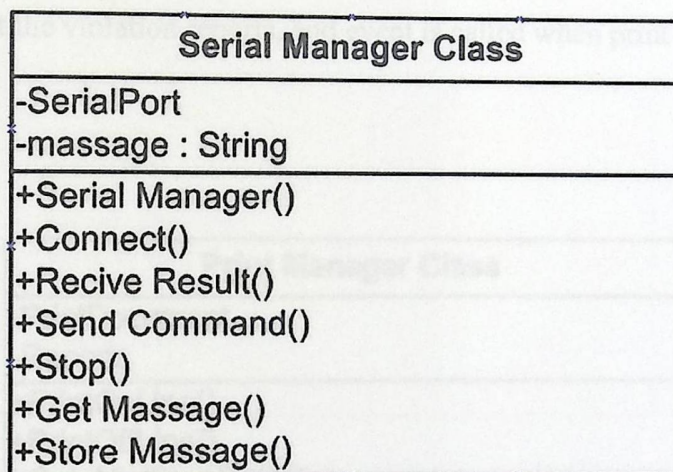 Serial Manager Class
-SerialPort
-massage : String
+Serial Manager()
+Connect()
+Recive Result()
+Send Command()
+Stop()
+Get Massage()
+Store Massage()